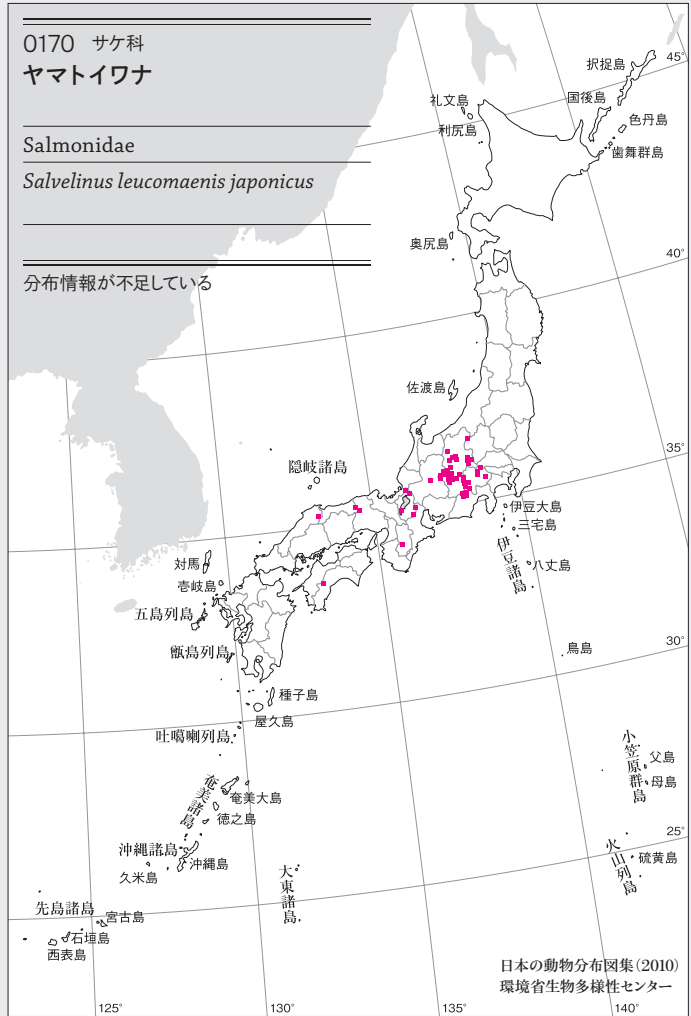 0170 サケ科
ヤマトイワナ
Salmonidae
Salvelinus leucomaenis japonicus
分布情報が不足している
択捉島
45°
国後島
礼文島
色丹島
利尻島
歯舞群島
奥尻島
40°
佐渡島
35°
隠岐諸島
伊豆大島
三宅島
伊豆諸島
八丈島
対馬
壱岐島
五島列島
甑島列島
鳥島
30°
種子島
屋久島
吐噶喇列島
小笠原群島
父島
母島
奄美諸島
奄美大島
徳之島
25°
沖縄諸島
沖縄島
久米島
大東諸島
火山列島
硫黄島
先島諸島
宮古島
石垣島
西表島
日本の動物分布図集(2010)
環境省生物多様性センター
125°
130°
135°
140°